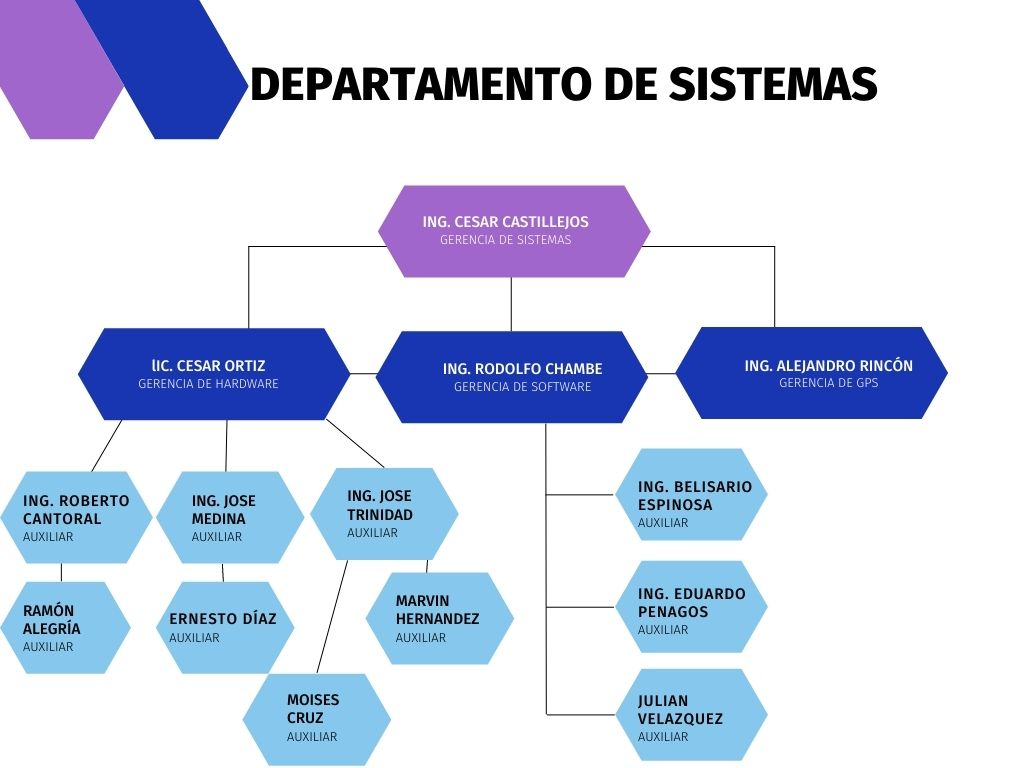 DEPARTAMENTO DE SISTEMAS
ING. CESAR CASTILLEJOS
GERENCIA DE SISTEMAS
lIC. CESAR ORTIZ
GERENCIA DE HARDWARE
ING. RODOLFO CHAMBE
GERENCIA DE SOFTWARE
ING. ALEJANDRO RINCÓN
GERENCIA DE GPS
ING. ROBERTO
CANTORAL
AUXILIAR
ING. JOSE
MEDINA
AUXILIAR
ING. JOSE
TRINIDAD
AUXILIAR
ING. BELISARIO
ESPINOSA
AUXILIAR
RAMÓN
ALEGRÍA
AUXILIAR
ERNESTO DÍAZ
AUXILIAR
MARVIN
HERNANDEZ
AUXILIAR
ING. EDUARDO
PENAGOS
AUXILIAR
MOISES
CRUZ
AUXILIAR
JULIAN
VELAZQUEZ
AUXILIAR